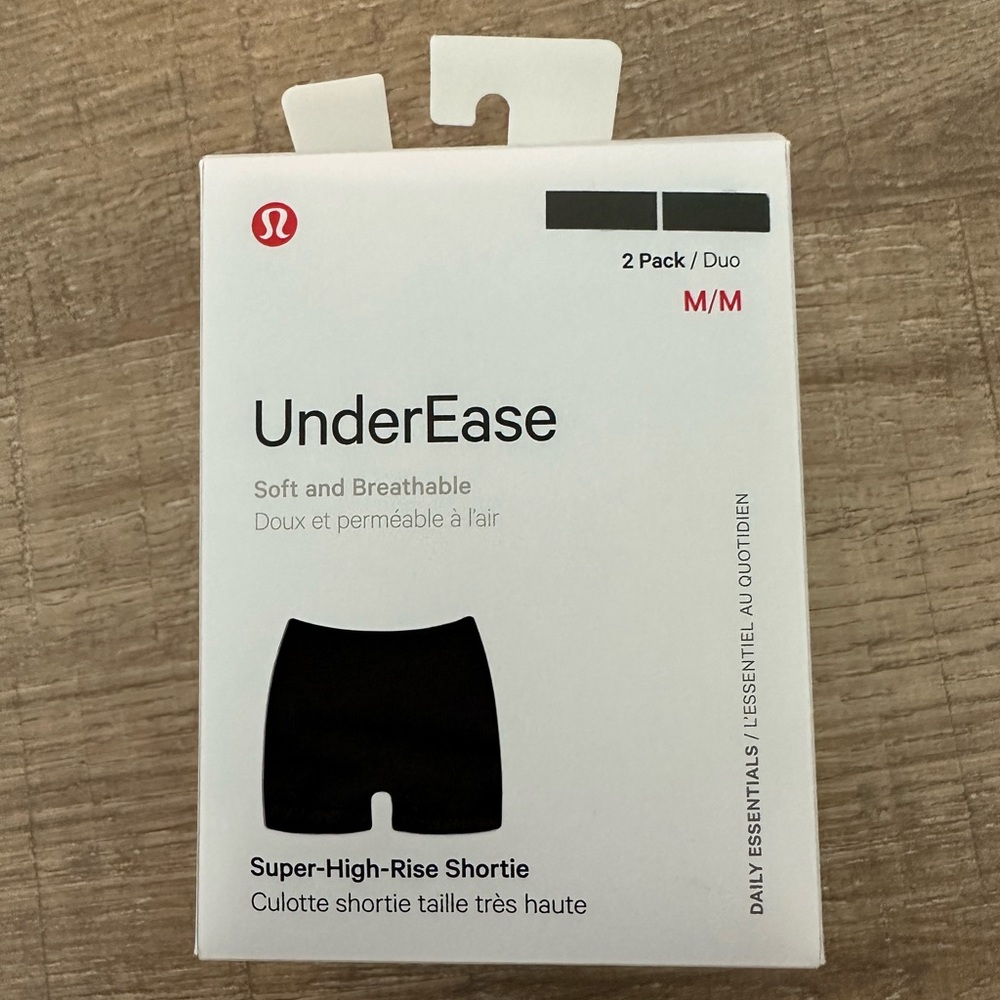 2 Pack / Duo
M/M
UnderEase
Soft and Breathable
Doux et perméable à l'air
DAILY ESSENTIALS / L'ESSENTIEL AU QUOTIDIEN
Super-High-Rise Shortie
Culotte shortie taille très haute